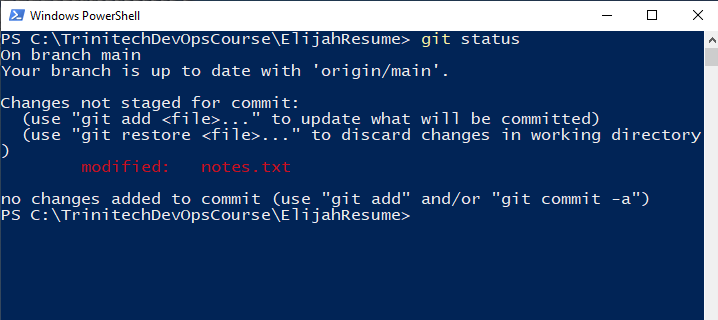 Windows PowerShell
PS C:\TrinitechDevOpsCourse\ElijahResume> git status
On branch main
Your branch is up to date with 'origin/main'.
Changes not staged for commit:
  (use "git add <file>..." to update what will be committed)
  (use "git restore <file>..." to discard changes in working directory
)
        modified:   notes.txt
no changes added to commit (use "git add" and/or "git commit -a")
PS C:\TrinitechDevOpsCourse\ElijahResume>